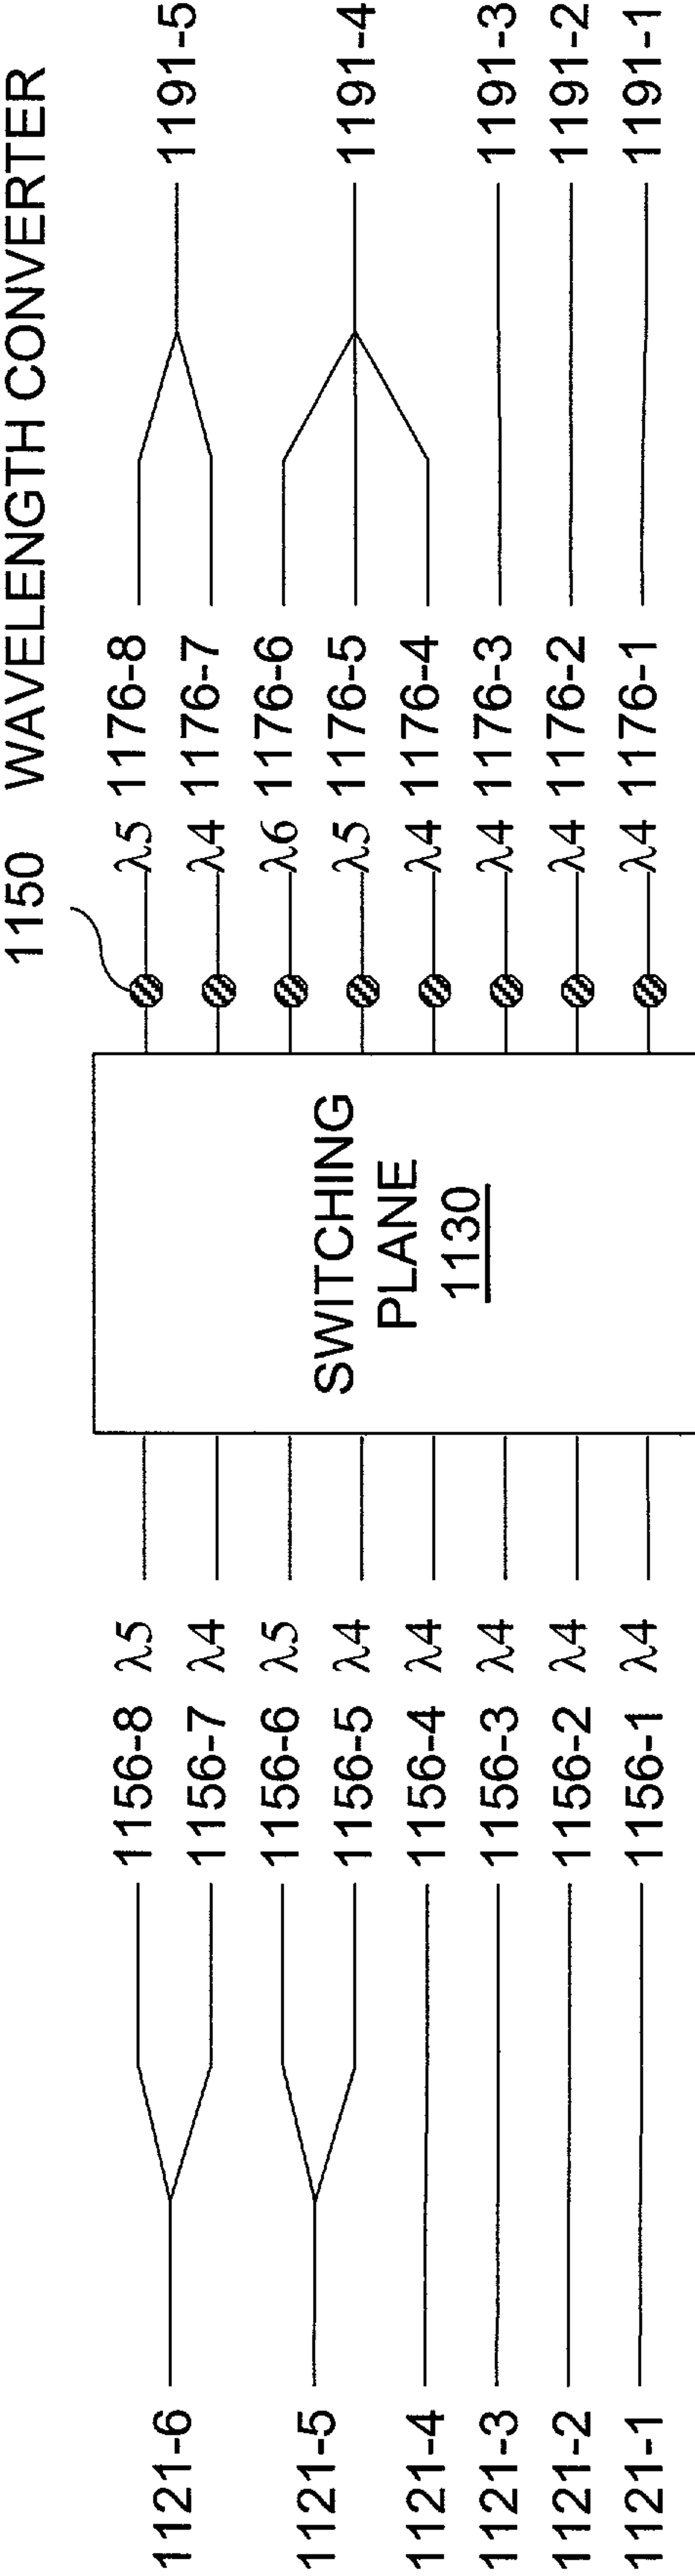 1150 WAVELENGTH CONVERTER
1121-6
1121-5
1121-4
1121-3
1121-2
1121-1
1156-8 λ5
1156-7 λ4
1156-6 λ5
1156-5 λ4
1156-4 λ4
1156-3 λ4
1156-2 λ4
1156-1 λ4
SWITCHING
PLANE
1130
λ5 1176-8
λ4 1176-7
λ6 1176-6
λ5 1176-5
λ4 1176-4
λ4 1176-3
λ4 1176-2
λ4 1176-1
1191-5
1191-4
1191-3
1191-2
1191-1